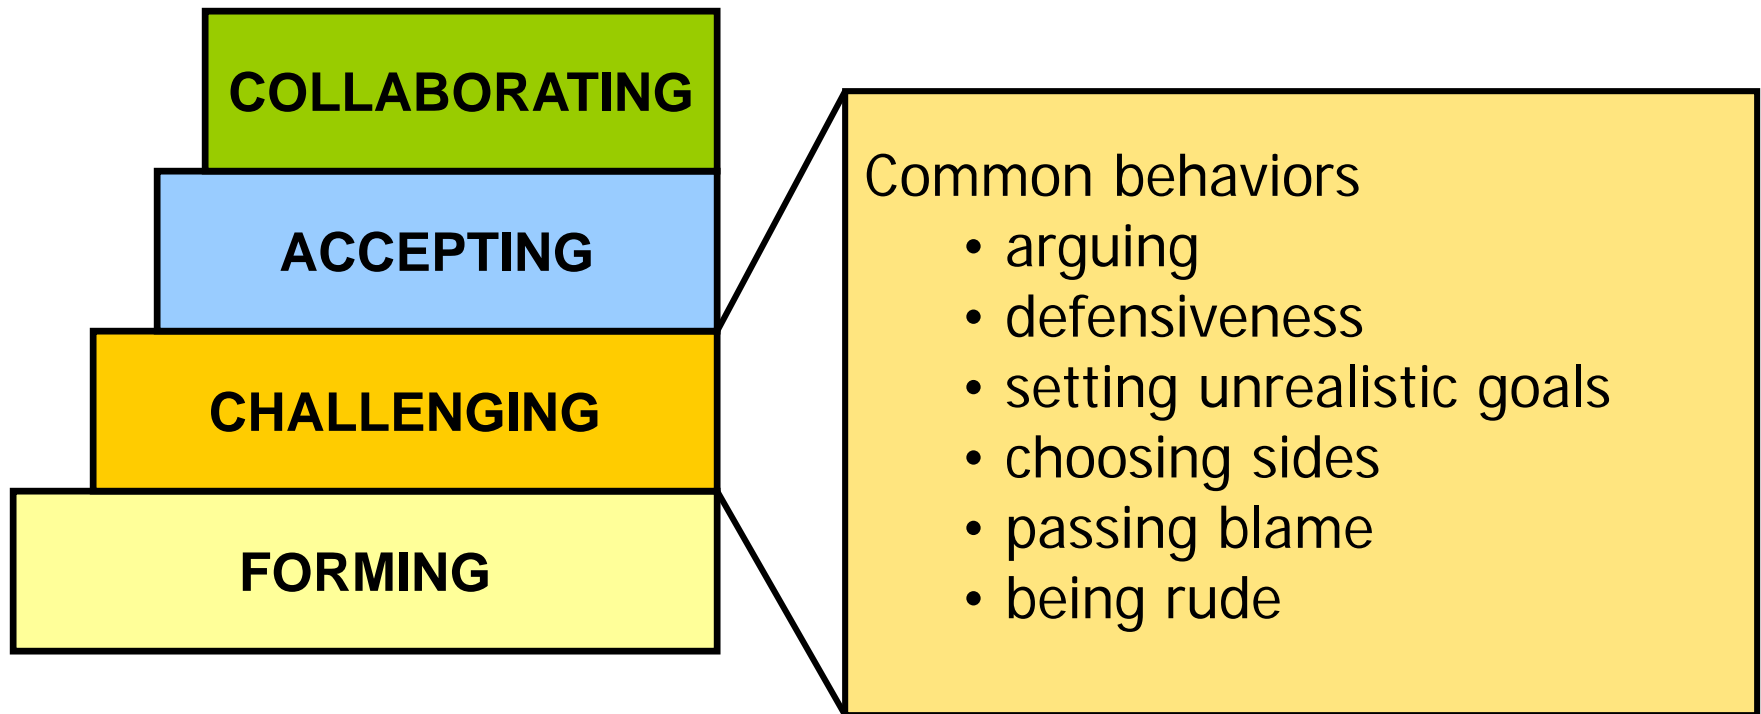 COLLABORATING
ACCEPTING
CHALLENGING
FORMING
Common behaviors
• arguing
• defensiveness
• setting unrealistic goals
• choosing sides
• passing blame
• being rude